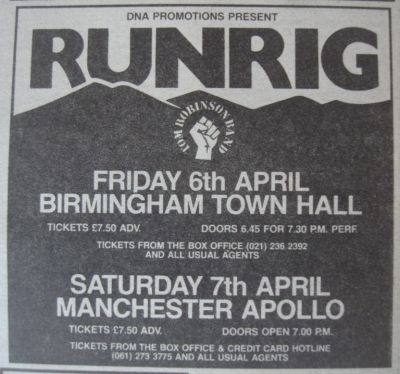 DNA PROMOTIONS PRESENT
RUNRIG
TOM ROBINSON BAND
FRIDAY 6th APRIL
BIRMINGHAM TOWN HALL
TICKETS £7.50 ADV. DOORS 6.45 FOR 7.30 P.M. PERF.
TICKETS FROM THE BOX OFFICE (021) 236 2392
AND ALL USUAL AGENTS
SATURDAY 7th APRIL
MANCHESTER APOLLO
TICKETS £7.50 ADV. DOORS OPEN 7.00 P.M.
TICKETS FROM THE BOX OFFICE & CREDIT CARD HOTLINE
(061) 273 3775 AND ALL USUAL AGENTS